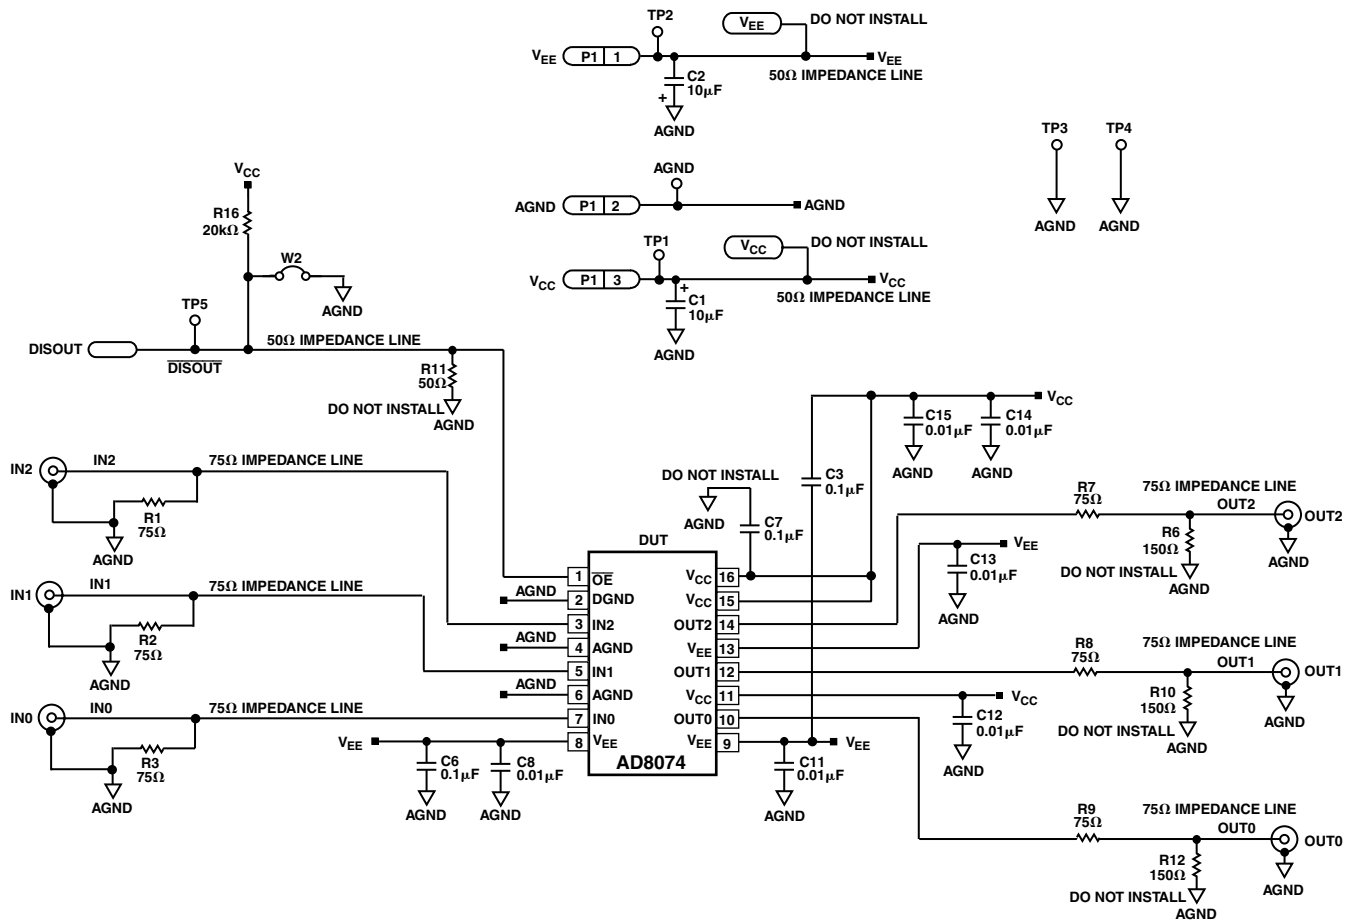 TP2
V_EE
DO NOT INSTALL
V_EE
P1 1
V_EE
50Ω IMPEDANCE LINE
C2
10μF
+
AGND
TP3
TP4
AGND
AGND
AGND
AGND
P1 2
AGND
TP1
V_CC
DO NOT INSTALL
V_CC
P1 3
V_CC
50Ω IMPEDANCE LINE
+
C1
10μF
AGND
V_CC
R16
20kΩ
W2
AGND
TP5
DISOUT
DISOUT
50Ω IMPEDANCE LINE
R11
50Ω
DO NOT INSTALL
AGND
IN2
IN2
75Ω IMPEDANCE LINE
R1
75Ω
AGND
IN1
IN1
75Ω IMPEDANCE LINE
R2
75Ω
AGND
IN0
IN0
75Ω IMPEDANCE LINE
R3
75Ω
AGND
V_EE
C6
0.1μF
AGND
C8
0.01μF
AGND
AGND
AGND
AGND
DUT
1 OE
2 DGND
3 IN2
4 AGND
5 IN1
6 AGND
7 IN0
8 V_EE
V_CC 16
V_CC 15
OUT2 14
V_EE 13
OUT1 12
V_CC 11
OUT0 10
V_EE 9
AD8074
DO NOT INSTALL
AGND
C7
0.1μF
C3
0.1μF
C15
0.01μF
AGND
C14
0.01μF
AGND
V_CC
V_EE
C13
0.01μF
AGND
V_CC
C12
0.01μF
AGND
V_EE
C11
0.01μF
AGND
R7
75Ω
75Ω IMPEDANCE LINE
OUT2
OUT2
R6
150Ω
DO NOT INSTALL
AGND
AGND
R8
75Ω
75Ω IMPEDANCE LINE
OUT1
OUT1
R10
150Ω
DO NOT INSTALL
AGND
AGND
R9
75Ω
75Ω IMPEDANCE LINE
OUT0
OUT0
R12
150Ω
DO NOT INSTALL
AGND
AGND